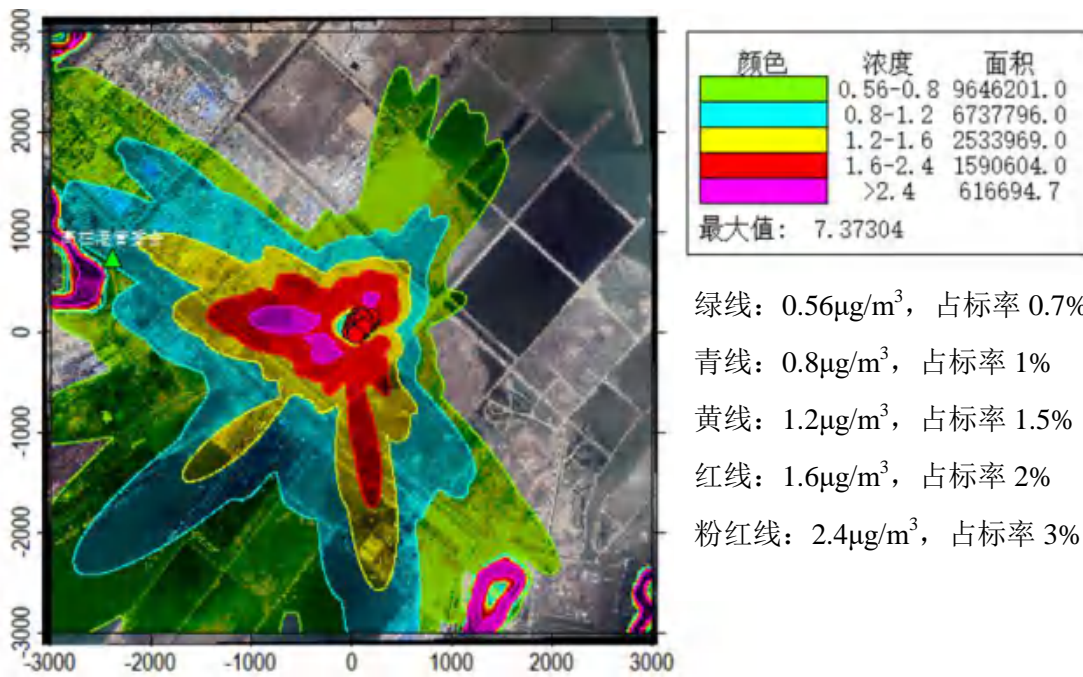 3000
2000
1000
0
-1000
-2000
-3000
-3000 -2000 -1000 0 1000 2000 3000
颜色 浓度 面积
0.56-0.8 9646201.0
0.8-1.2 6737796.0
1.2-1.6 2533969.0
1.6-2.4 1590604.0
>2.4 616694.7
最大值: 7.37304
绿线：0.56μg/m³，占标率 0.7%
青线：0.8μg/m³，占标率 1%
黄线：1.2μg/m³，占标率 1.5%
红线：1.6μg/m³，占标率 2%
粉红线：2.4μg/m³，占标率 3%